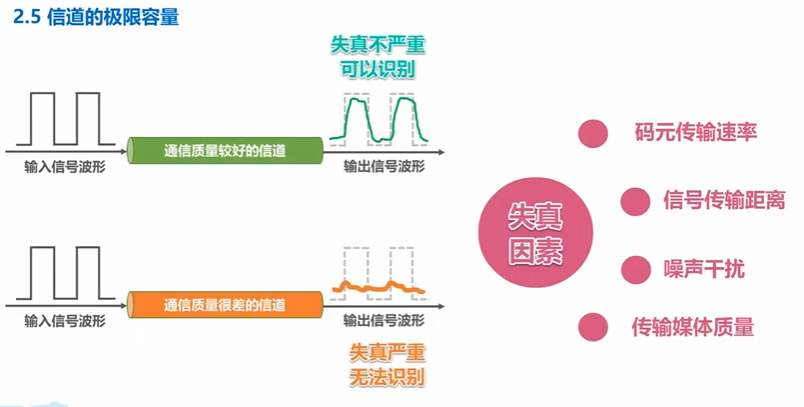 2.5 信道的极限容量
失真不严重
可以识别
输入信号波形
通信质量较好的信道
输出信号波形
输入信号波形
通信质量很差的信道
输出信号波形
失真严重
无法识别
失真
因素
码元传输速率
信号传输距离
噪声干扰
传输媒体质量